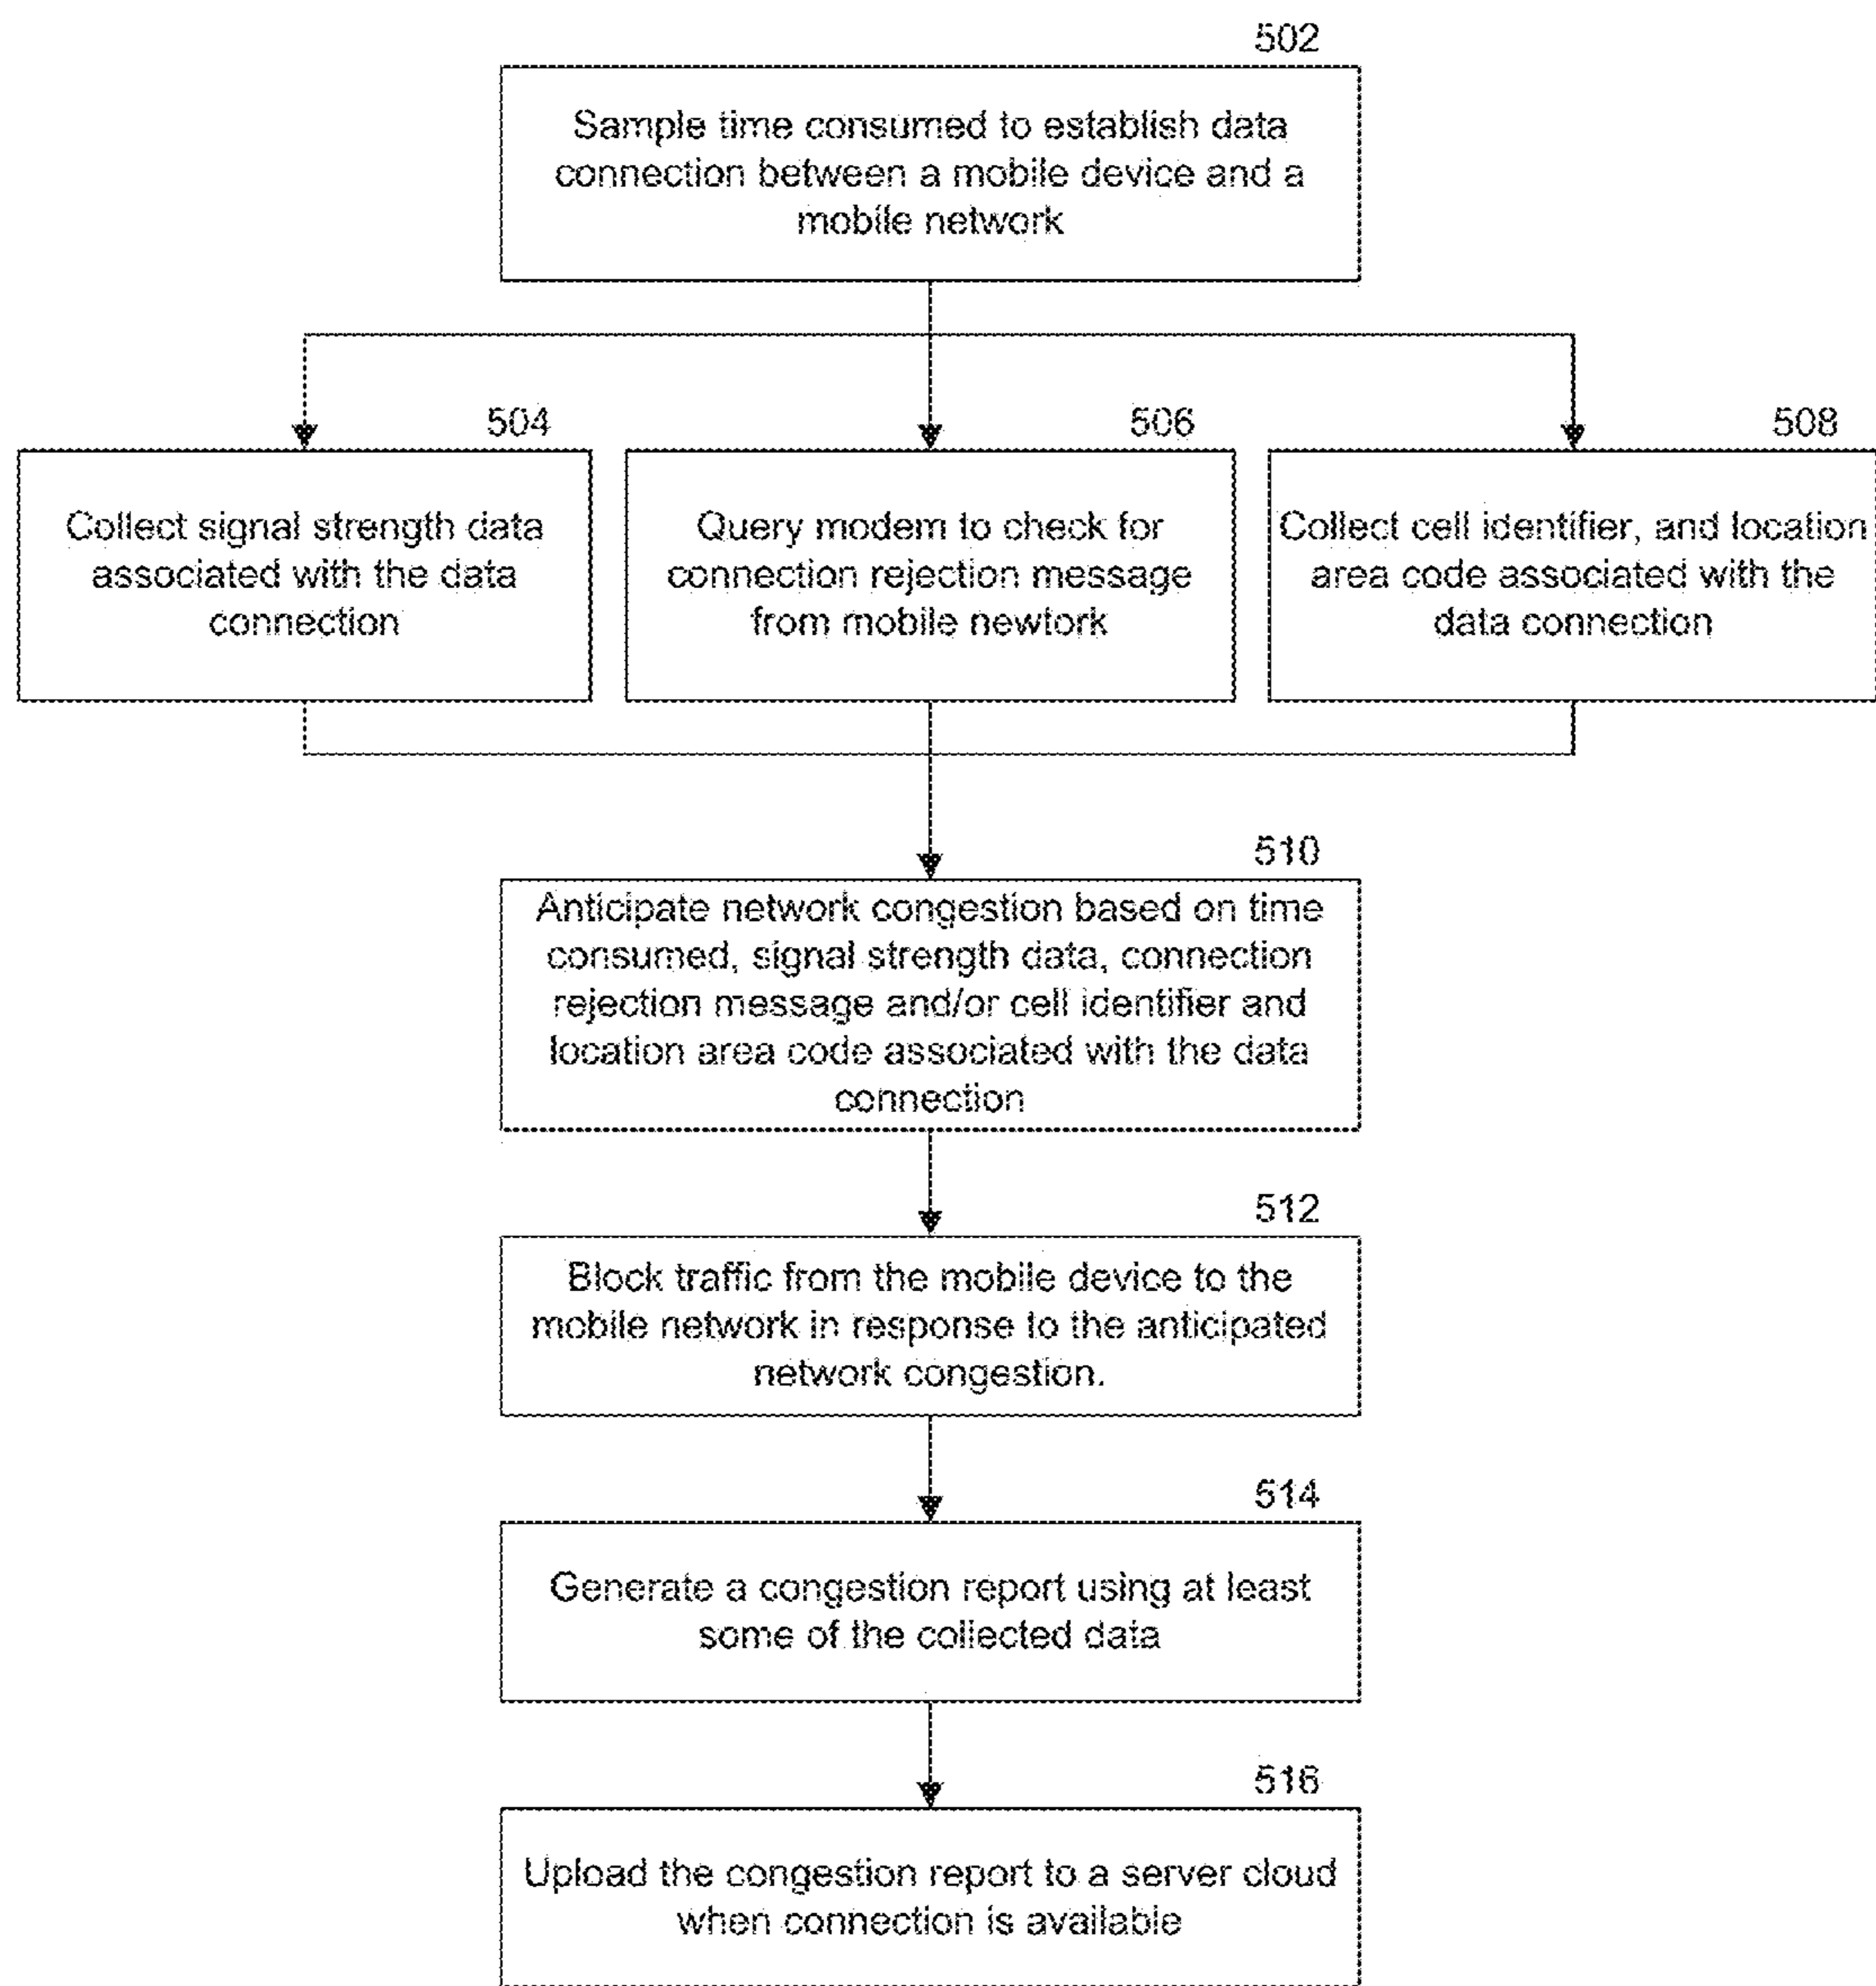 502
Sample time consumed to establish data
connection between a mobile device and a
mobile network
504
506
508
Collect signal strength data
associated with the data
connection
Query modem to check for
connection rejection message
from mobile newtork
Collect cell identifier, and location
area code associated with the
data connection
510
Anticipate network congestion based on time
consumed, signal strength data, connection
rejection message and/or cell identifier and
location area code associated with the data
connection
512
Block traffic from the mobile device to the
mobile network in response to the anticipated
network congestion.
514
Generate a congestion report using at least
some of the collected data
516
Upload the congestion report to a server cloud
when connection is available